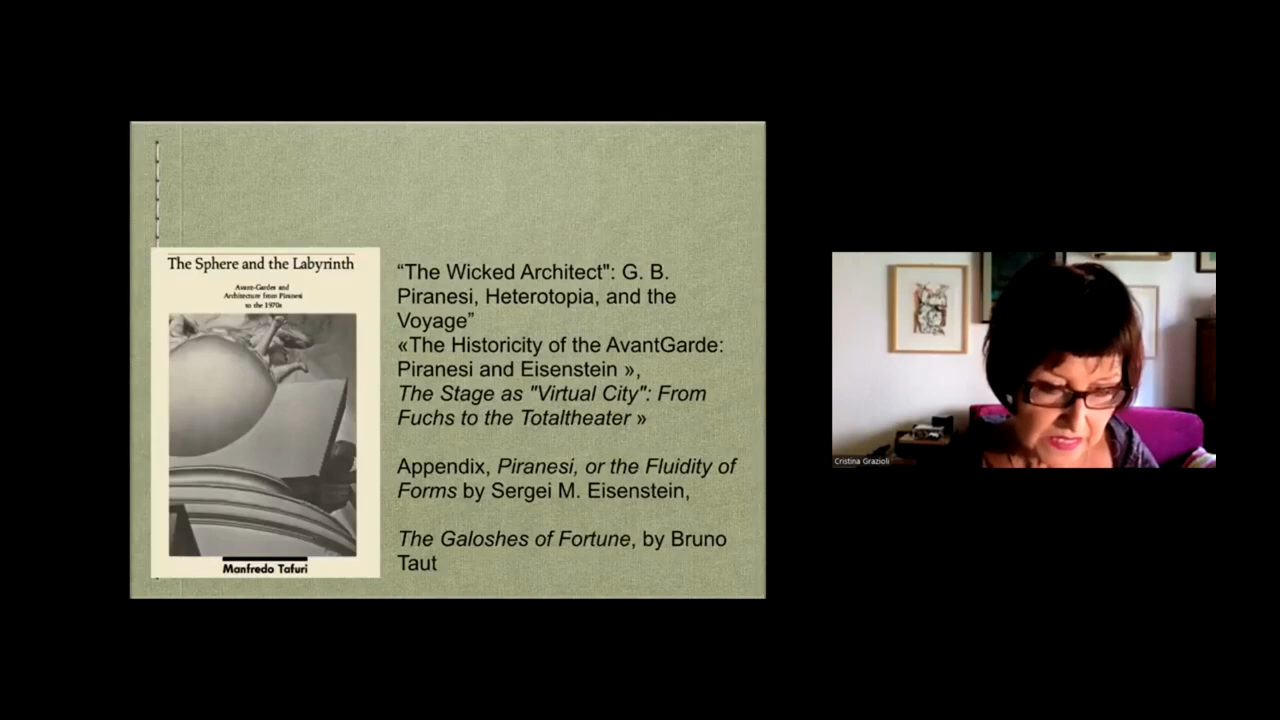 The Sphere and the Labyrinth
Avant-Gardes and
Architecture from Piranesi
to the 1970s
Manfredo Tafuri
“The Wicked Architect": G. B.
Piranesi, Heterotopia, and the
Voyage”
«The Historicity of the AvantGarde:
Piranesi and Eisenstein »,
The Stage as "Virtual City": From
Fuchs to the Totaltheater »
Appendix, Piranesi, or the Fluidity of
Forms by Sergei M. Eisenstein,
The Galoshes of Fortune, by Bruno
Taut
Cristina Grazioli